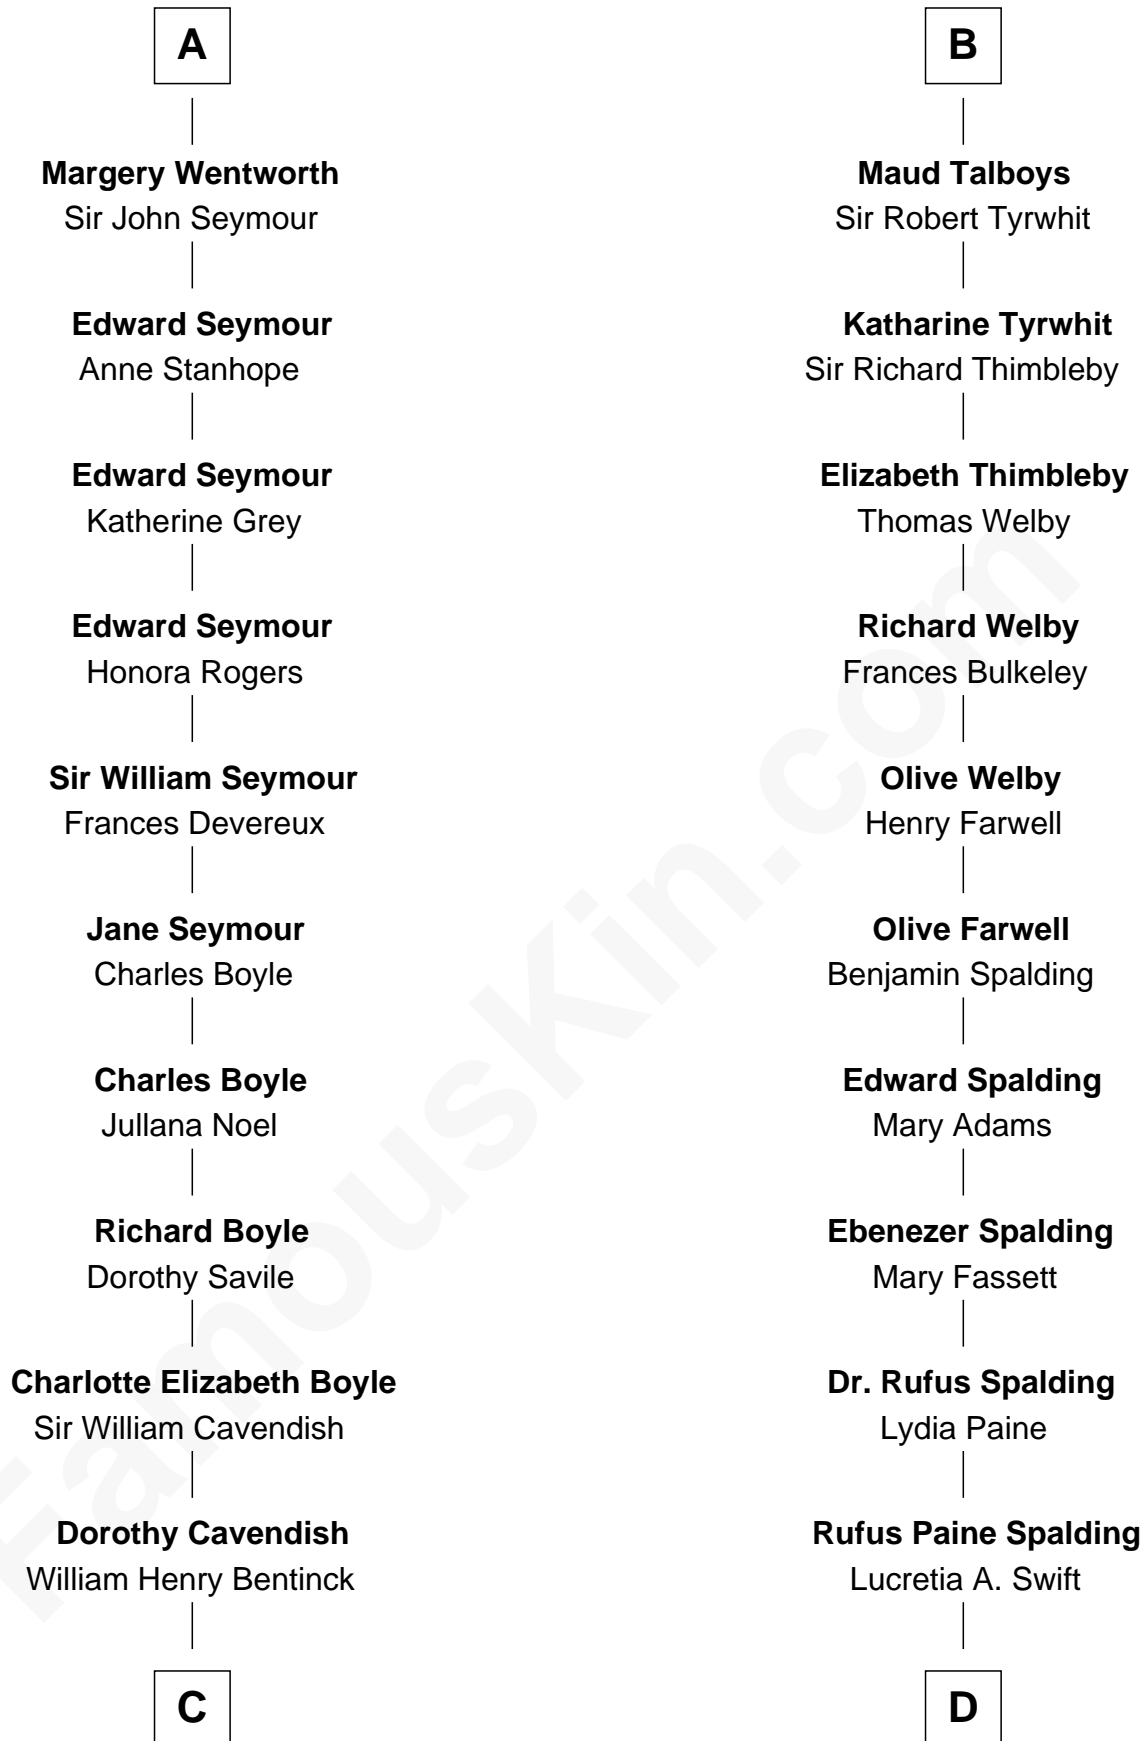 A
Margery Wentworth
Sir John Seymour
Edward Seymour
Anne Stanhope
Edward Seymour
Katherine Grey
Edward Seymour
Honora Rogers
Sir William Seymour
Frances Devereux
Jane Seymour
Charles Boyle
Charles Boyle
Jullana Noel
Richard Boyle
Dorothy Savile
Charlotte Elizabeth Boyle
Sir William Cavendish
Dorothy Cavendish
William Henry Bentinck
C
B
Maud Talboys
Sir Robert Tyrwhit
Katharine Tyrwhit
Sir Richard Thimbleby
Elizabeth Thimbleby
Thomas Welby
Richard Welby
Frances Bulkeley
Olive Welby
Henry Farwell
Olive Farwell
Benjamin Spalding
Edward Spalding
Mary Adams
Ebenezer Spalding
Mary Fassett
Dr. Rufus Spalding
Lydia Paine
Rufus Paine Spalding
Lucretia A. Swift
D
FamousKin.com